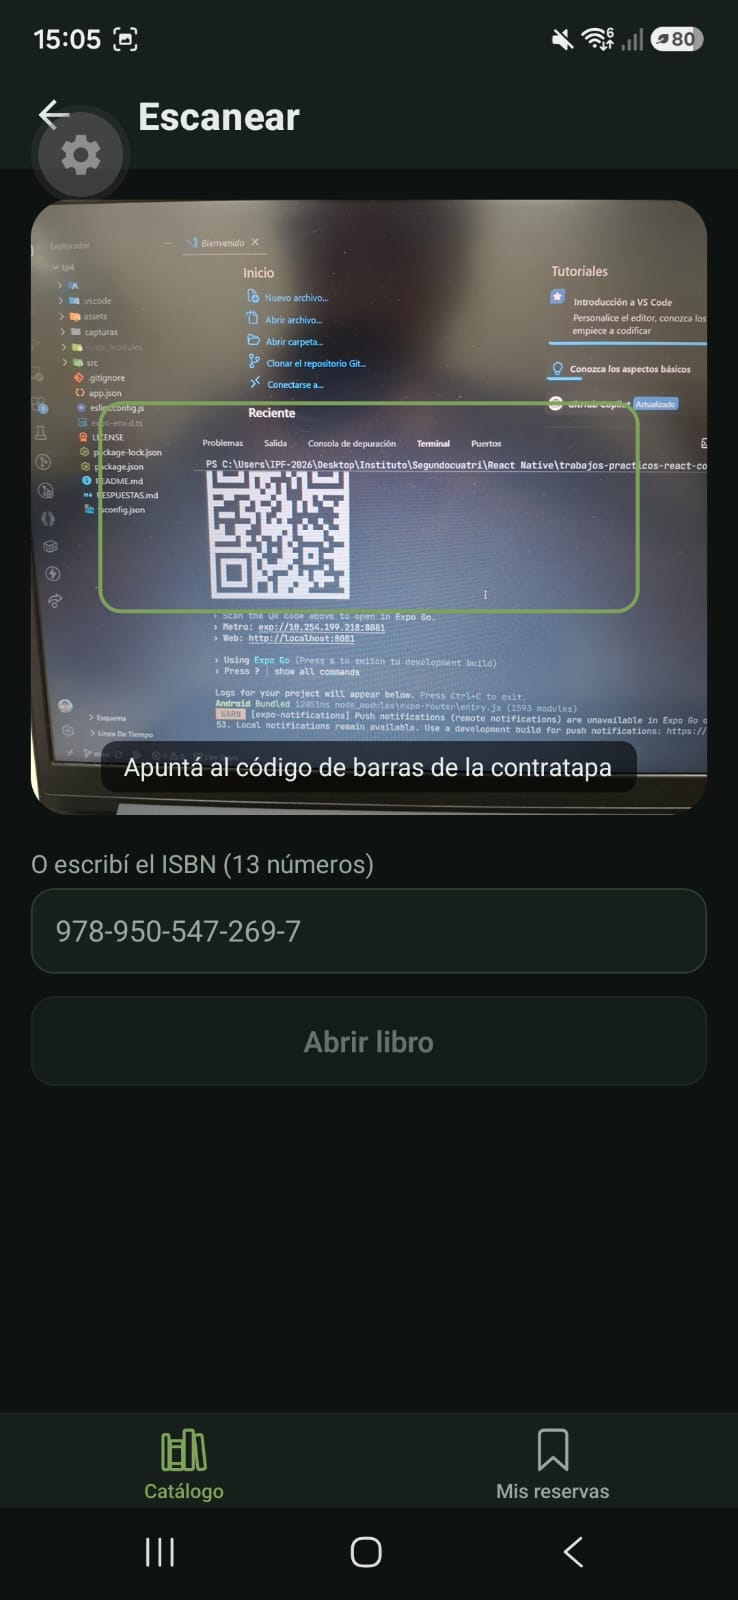 15:05
80
Escanear
Explorador
Bienvenido
tp4
.vscode
assets
capturas
node_modules
src
.gitignore
app.json
eslint.config.js
expo-env.d.ts
LICENSE
package-lock.json
package.json
README.md
RESPUESTAS.md
tsconfig.json
Inicio
Nuevo archivo...
Abrir archivo...
Abrir carpeta...
Clonar el repositorio Git...
Conectarse a...
Reciente
Tutoriales
Introducción a VS Code
Personalice el editor, conozca los
empiece a codificar
Conozca los aspectos básicos
GitHub Copilot Actualizado
Problemas Salida Consola de depuración Terminal Puertos
PS C:\Users\IPF-2026\Desktop\Instituto\Segundocuatri\React Native\trabajos-practicos-react-co
› Scan the QR code above to open in Expo Go.
› Metro: exp://10.254.199.218:8081
› Web: http://localhost:8081
› Using Expo Go (Press s to switch to development build)
› Press ? | show all commands
Logs for your project will appear below. Press Ctrl+C to exit.
Android Bundled 12051ms node_modules\expo-router\entry.js (1593 modules)
WARN [expo-notifications] Push notifications (remote notifications) are unavailable in Expo Go
53. Local notifications remain available. Use a development build for push notifications: https://
Esquema
Línea De Tiempo
Apuntá al código de barras de la contratapa
O escribí el ISBN (13 números)
978-950-547-269-7
Abrir libro
Catálogo
Mis reservas